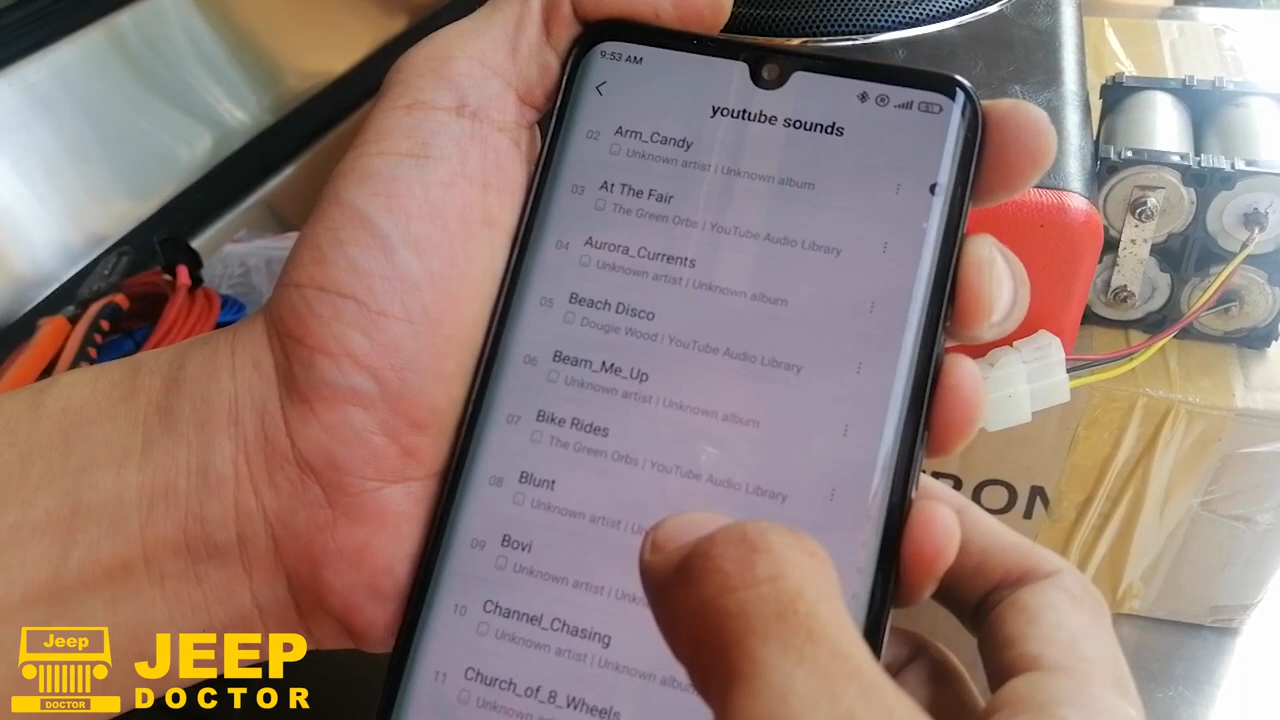 9:53 AM
youtube sounds
02 Arm_Candy
Unknown artist | Unknown album
03 At The Fair
The Green Orbs | YouTube Audio Library
04 Aurora_Currents
Unknown artist | Unknown album
05 Beach Disco
Dougie Wood | YouTube Audio Library
06 Beam_Me_Up
Unknown artist | Unknown album
07 Bike Rides
The Green Orbs | YouTube Audio Library
08 Blunt
Unknown artist |
09 Bovi
Unknown artist |
10 Channel_Chasing
Unknown artist | Unknown album
11 Church_of_8_Wheels
Unknown artist
RON
Jeep
DOCTOR
JEEP
DOCTOR